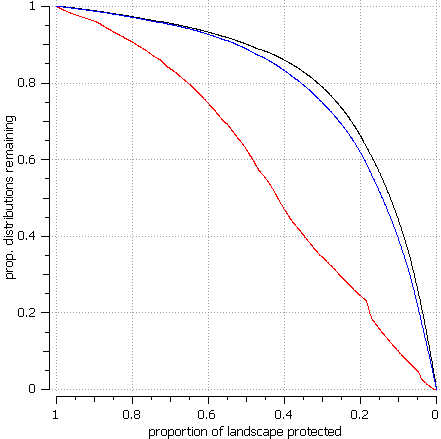 1
0.8
0.6
0.4
0.2
0
prop. distributions remaining
1 0.8 0.6 0.4 0.2 0
proportion of landscape protected